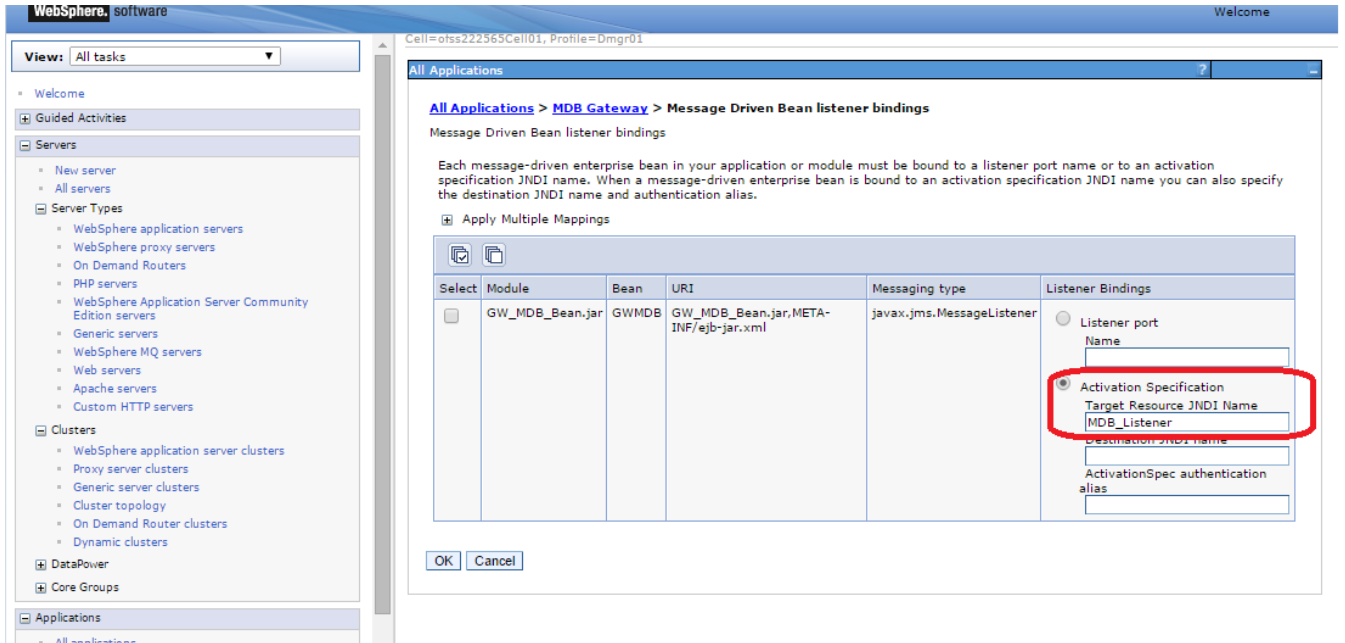 WebSphere. software
Welcome
View: All tasks
Cell=otss222565Cell01, Profile=Dmgr01
Welcome
Guided Activities
Servers
New server
All servers
Server Types
WebSphere application servers
WebSphere proxy servers
On Demand Routers
PHP servers
WebSphere Application Server Community
Edition servers
Generic servers
WebSphere MQ servers
Web servers
Apache servers
Custom HTTP servers
Clusters
WebSphere application server clusters
Proxy server clusters
Generic server clusters
Cluster topology
On Demand Router clusters
Dynamic clusters
DataPower
Core Groups
Applications
All applications
All Applications
?
All Applications > MDB Gateway > Message Driven Bean listener bindings
Message Driven Bean listener bindings
Each message-driven enterprise bean in your application or module must be bound to a listener port name or to an activation
specification JNDI name. When a message-driven enterprise bean is bound to an activation specification JNDI name you can also specify
the destination JNDI name and authentication alias.
Apply Multiple Mappings
Select Module Bean URI Messaging type Listener Bindings
GW_MDB_Bean.jar GWMDB GW_MDB_Bean.jar,META-
INF/ejb-jar.xml
javax.jms.MessageListener
Listener port
Name
Activation Specification
Target Resource JNDI Name
MDB_Listener
Destination JNDI name
ActivationSpec authentication
alias
OK Cancel